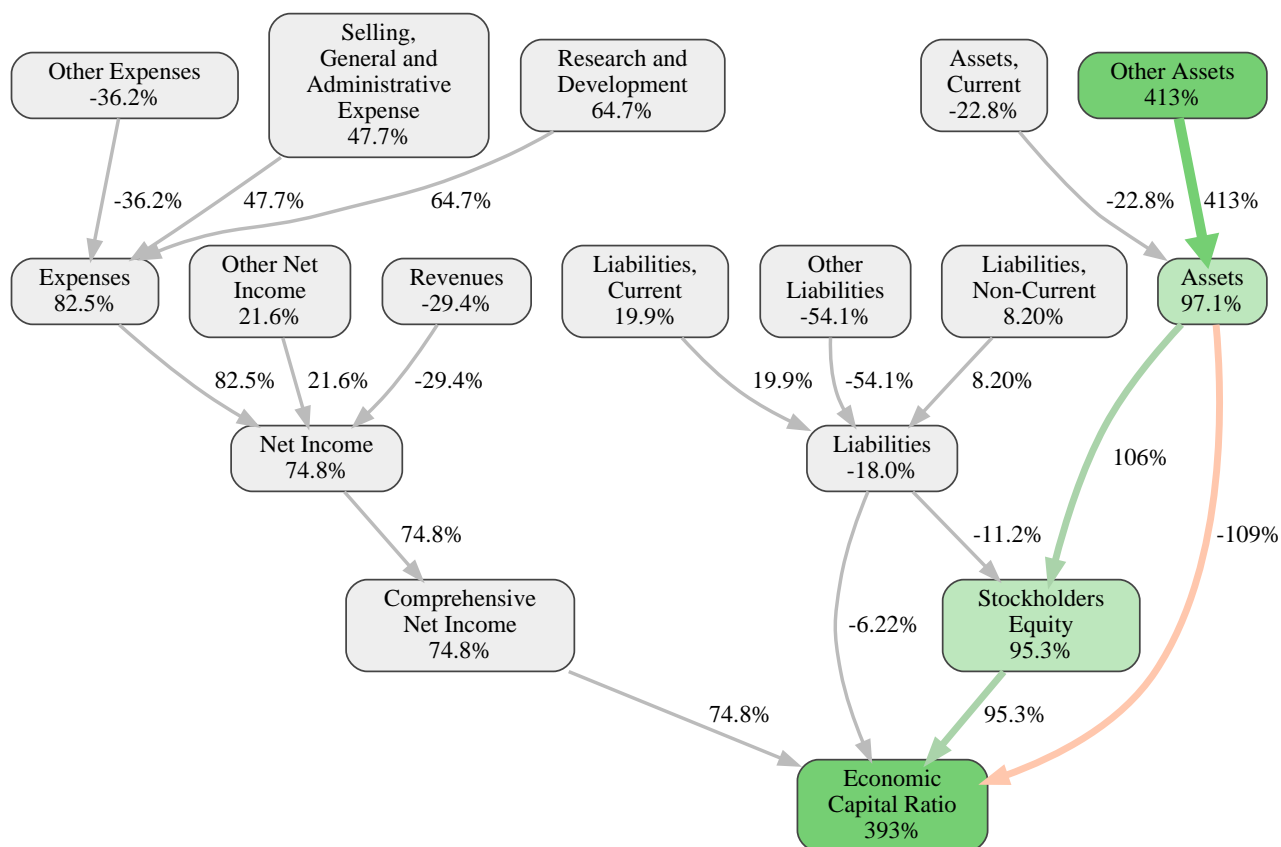 Other Expenses
-36.2%
Selling,
General and
Administrative
Expense
47.7%
Research and
Development
64.7%
Assets,
Current
-22.8%
Other Assets
413%
-36.2%
47.7%
64.7%
-22.8%
413%
Expenses
82.5%
Other Net
Income
21.6%
Revenues
-29.4%
Liabilities,
Current
19.9%
Other
Liabilities
-54.1%
Liabilities,
Non-Current
8.20%
Assets
97.1%
82.5%
21.6%
-29.4%
19.9%
-54.1%
8.20%
Net Income
74.8%
Liabilities
-18.0%
106%
74.8%
-11.2%
-109%
Comprehensive
Net Income
74.8%
-6.22%
Stockholders
Equity
95.3%
74.8%
95.3%
Economic
Capital Ratio
393%